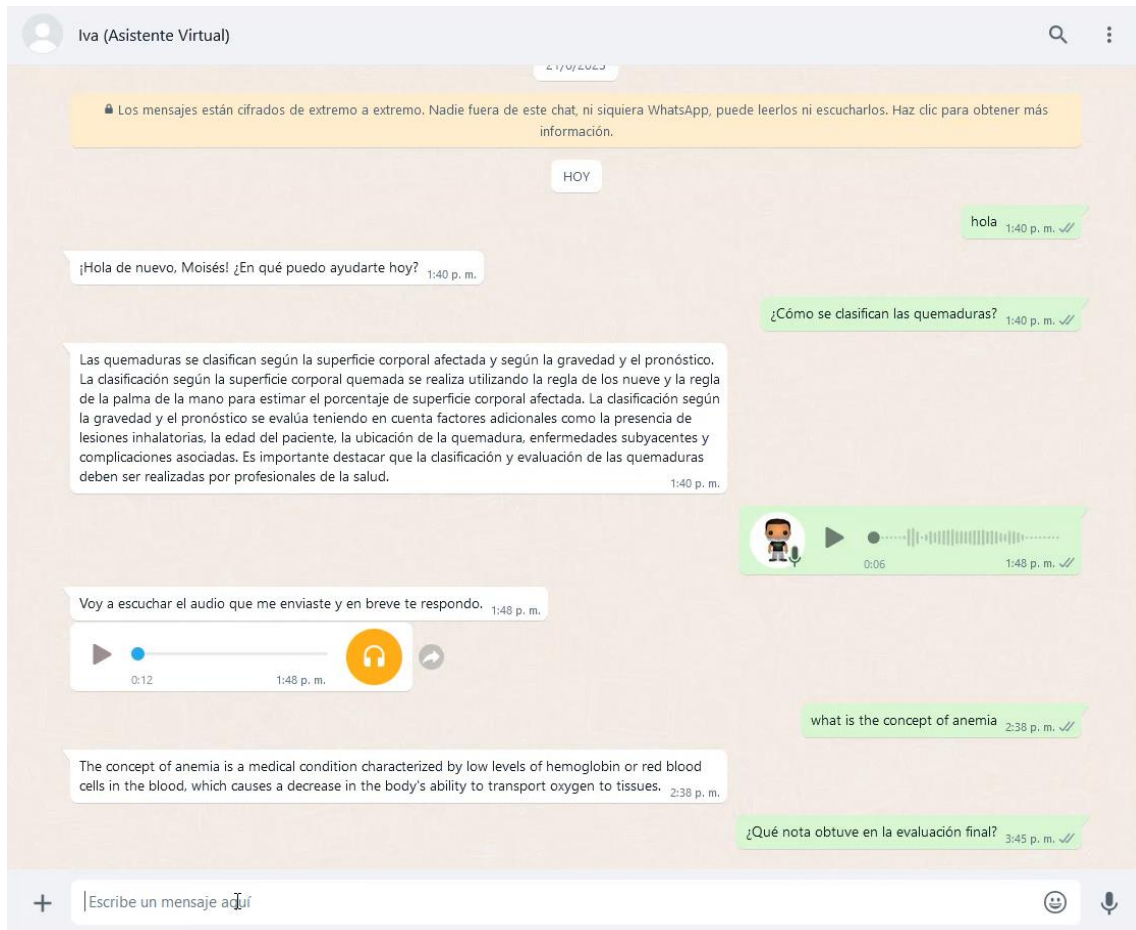 Iva (Asistente Virtual)
Los mensajes están cifrados de extremo a extremo. Nadie fuera de este chat, ni siquiera WhatsApp, puede leerlos ni escucharlos. Haz clic para obtener más
información.
HOY
hola 1:40 p. m.
¡Hola de nuevo, Moisés! ¿En qué puedo ayudarte hoy? 1:40 p. m.
¿Cómo se clasifican las quemaduras? 1:40 p. m.
Las quemaduras se clasifican según la superficie corporal afectada y según la gravedad y el pronóstico.
La clasificación según la superficie corporal quemada se realiza utilizando la regla de los nueve y la regla
de la palma de la mano para estimar el porcentaje de superficie corporal afectada. La clasificación según
la gravedad y el pronóstico se evalúa teniendo en cuenta factores adicionales como la presencia de
lesiones inhalatorias, la edad del paciente, la ubicación de la quemadura, enfermedades subyacentes y
complicaciones asociadas. Es importante destacar que la clasificación y evaluación de las quemaduras
deben ser realizadas por profesionales de la salud. 1:40 p. m.
0:06 1:48 p. m.
Voy a escuchar el audio que me enviaste y en breve te respondo. 1:48 p. m.
0:12 1:48 p. m.
what is the concept of anemia 2:38 p. m.
The concept of anemia is a medical condition characterized by low levels of hemoglobin or red blood
cells in the blood, which causes a decrease in the body's ability to transport oxygen to tissues. 2:38 p. m.
¿Qué nota obtuve en la evaluación final? 3:45 p. m.
Escribe un mensaje aquí